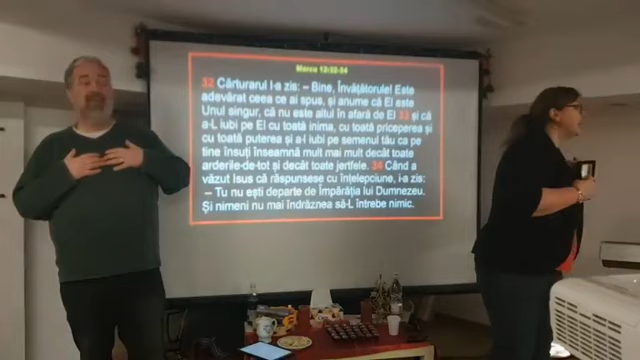 Marcu 12:32-34
32 Cărturarul I-a zis: – Bine, Învățătorule! Este
adevărat ceea ce ai spus, și anume că El este
Unul singur, că nu este altul în afară de El 33 și că
a-L iubi pe El cu toată inima, cu toată priceperea și
cu toată puterea și a-l iubi pe semenul tău ca pe
tine însuți înseamnă mult mai mult decât toate
arderile-de-tot și decât toate jertfele. 34 Când a
văzut Isus că răspunsese cu înțelepciune, i-a zis:
– Tu nu ești departe de Împărăția lui Dumnezeu.
Și nimeni nu mai îndrăznea să-L întrebe nimic.